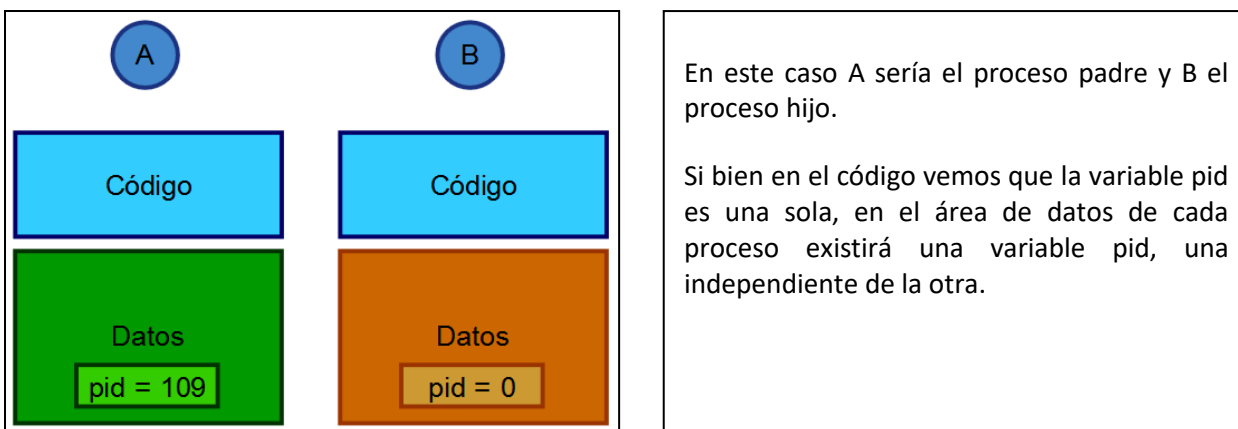 A
B
Código
Código
Datos
Datos
pid = 109
pid = 0
En este caso A sería el proceso padre y B el
proceso hijo.
Si bien en el código vemos que la variable pid
es una sola, en el área de datos de cada
proceso existirá una variable pid, una
independiente de la otra.